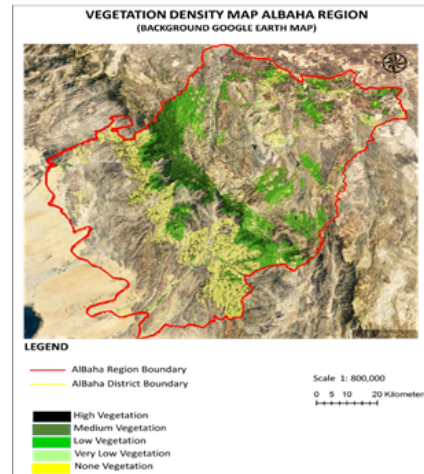 VEGETATION DENSITY MAP ALBAHA REGION
(BACKGROUND GOOGLE EARTH MAP)
LEGEND
AlBaha Region Boundary
AlBaha District Boundary
Scale 1: 800,000
0 5 10 20 Kilometer
High Vegetation
Medium Vegetation
Low Vegetation
Very Low Vegetation
None Vegetation